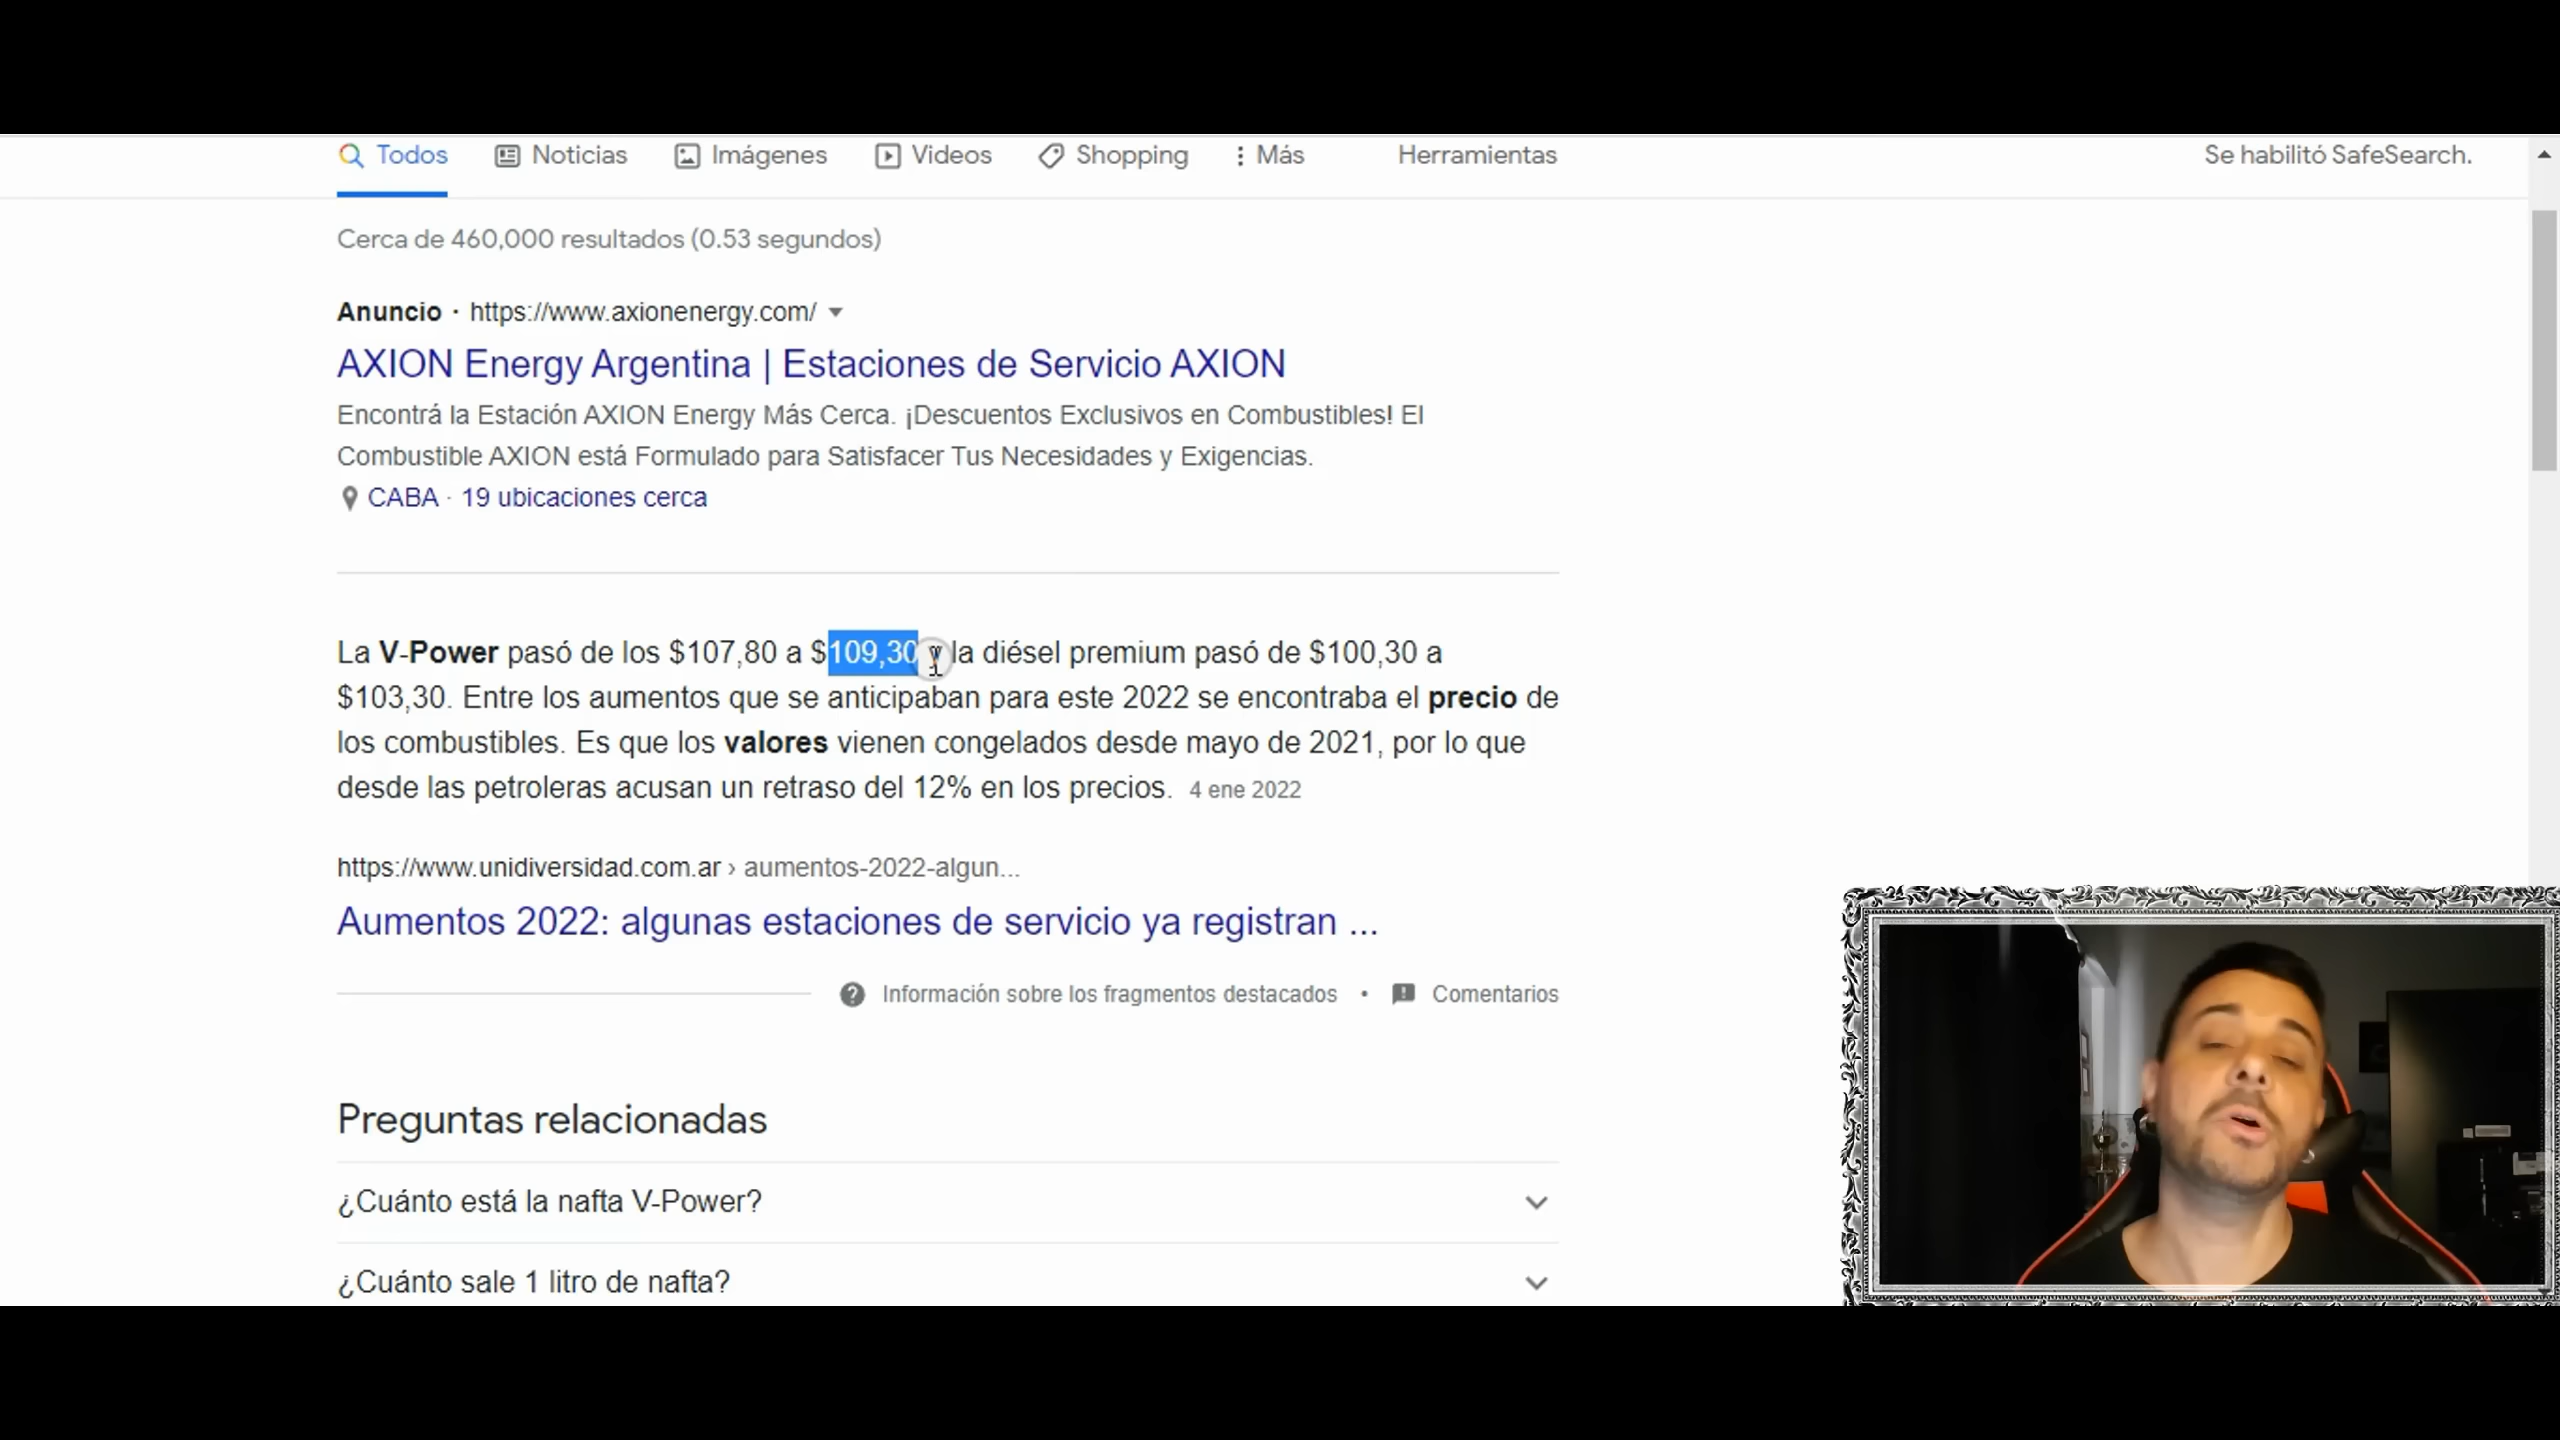 Todos Noticias Imágenes Videos Shopping Más Herramientas Se habilitó SafeSearch.
Cerca de 460,000 resultados (0.53 segundos)
Anuncio · https://www.axionenergy.com/
AXION Energy Argentina | Estaciones de Servicio AXION
Encontrá la Estación AXION Energy Más Cerca. ¡Descuentos Exclusivos en Combustibles! El
Combustible AXION está Formulado para Satisfacer Tus Necesidades y Exigencias.
CABA · 19 ubicaciones cerca
La V-Power pasó de los $107,80 a $109,30 y la diésel premium pasó de $100,30 a
$103,30. Entre los aumentos que se anticipaban para este 2022 se encontraba el precio de
los combustibles. Es que los valores vienen congelados desde mayo de 2021, por lo que
desde las petroleras acusan un retraso del 12% en los precios. 4 ene 2022
https://www.unidiversidad.com.ar › aumentos-2022-algun...
Aumentos 2022: algunas estaciones de servicio ya registran ...
Información sobre los fragmentos destacados • Comentarios
Preguntas relacionadas
¿Cuánto está la nafta V-Power?
¿Cuánto sale 1 litro de nafta?